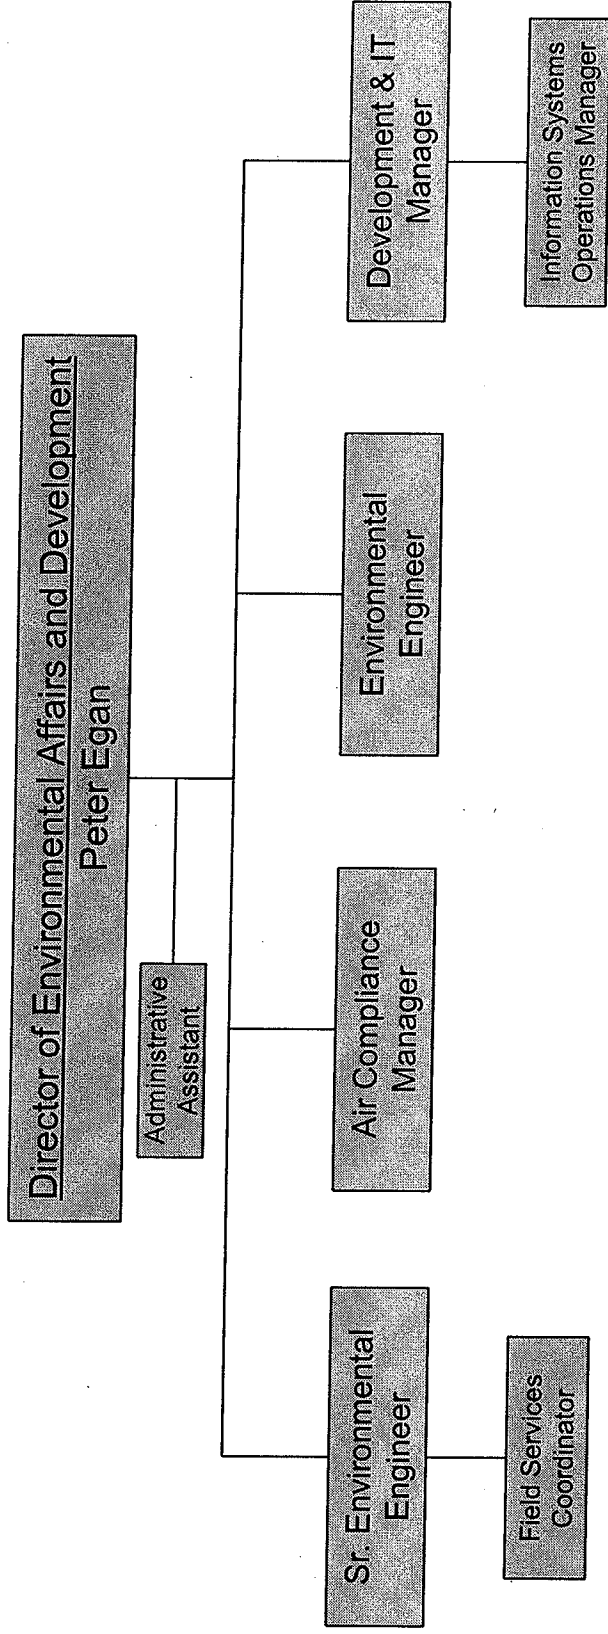 Director of Environmental Affairs and Development
Peter Egan
Administrative
Assistant
Sr. Environmental
Engineer
Air Compliance
Manager
Environmental
Engineer
Development & IT
Manager
Field Services
Coordinator
Information Systems
Operations Manager